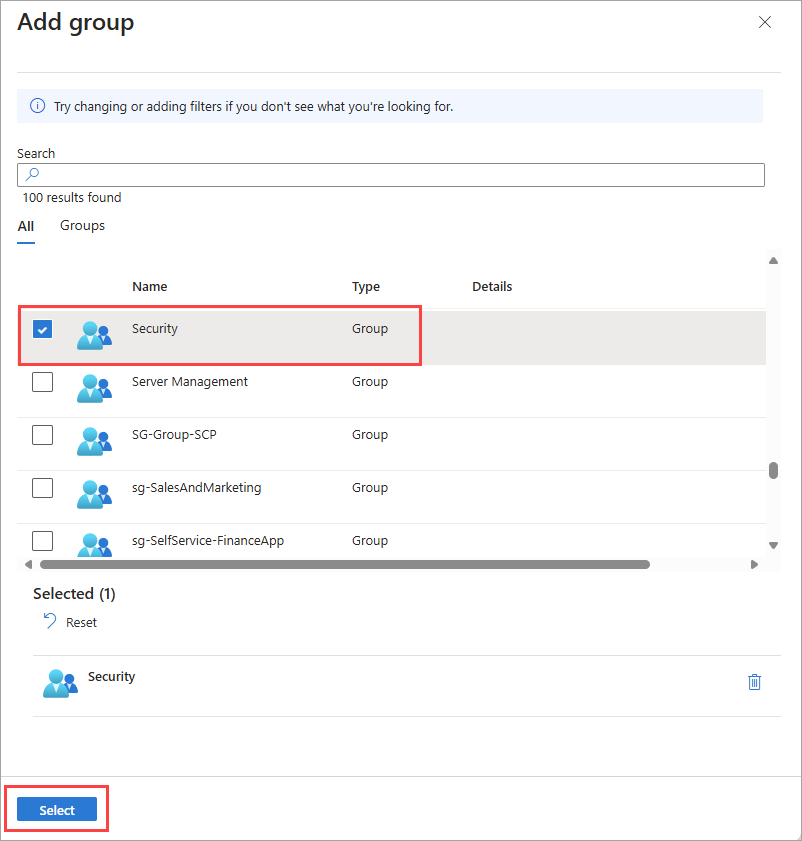 Add group
Try changing or adding filters if you don't see what you're looking for.
Search
100 results found
All Groups
Name Type Details
Security Group
Server Management Group
SG-Group-SCP Group
sg-SalesAndMarketing Group
sg-SelfService-FinanceApp Group
Selected (1)
Reset
Security
Select